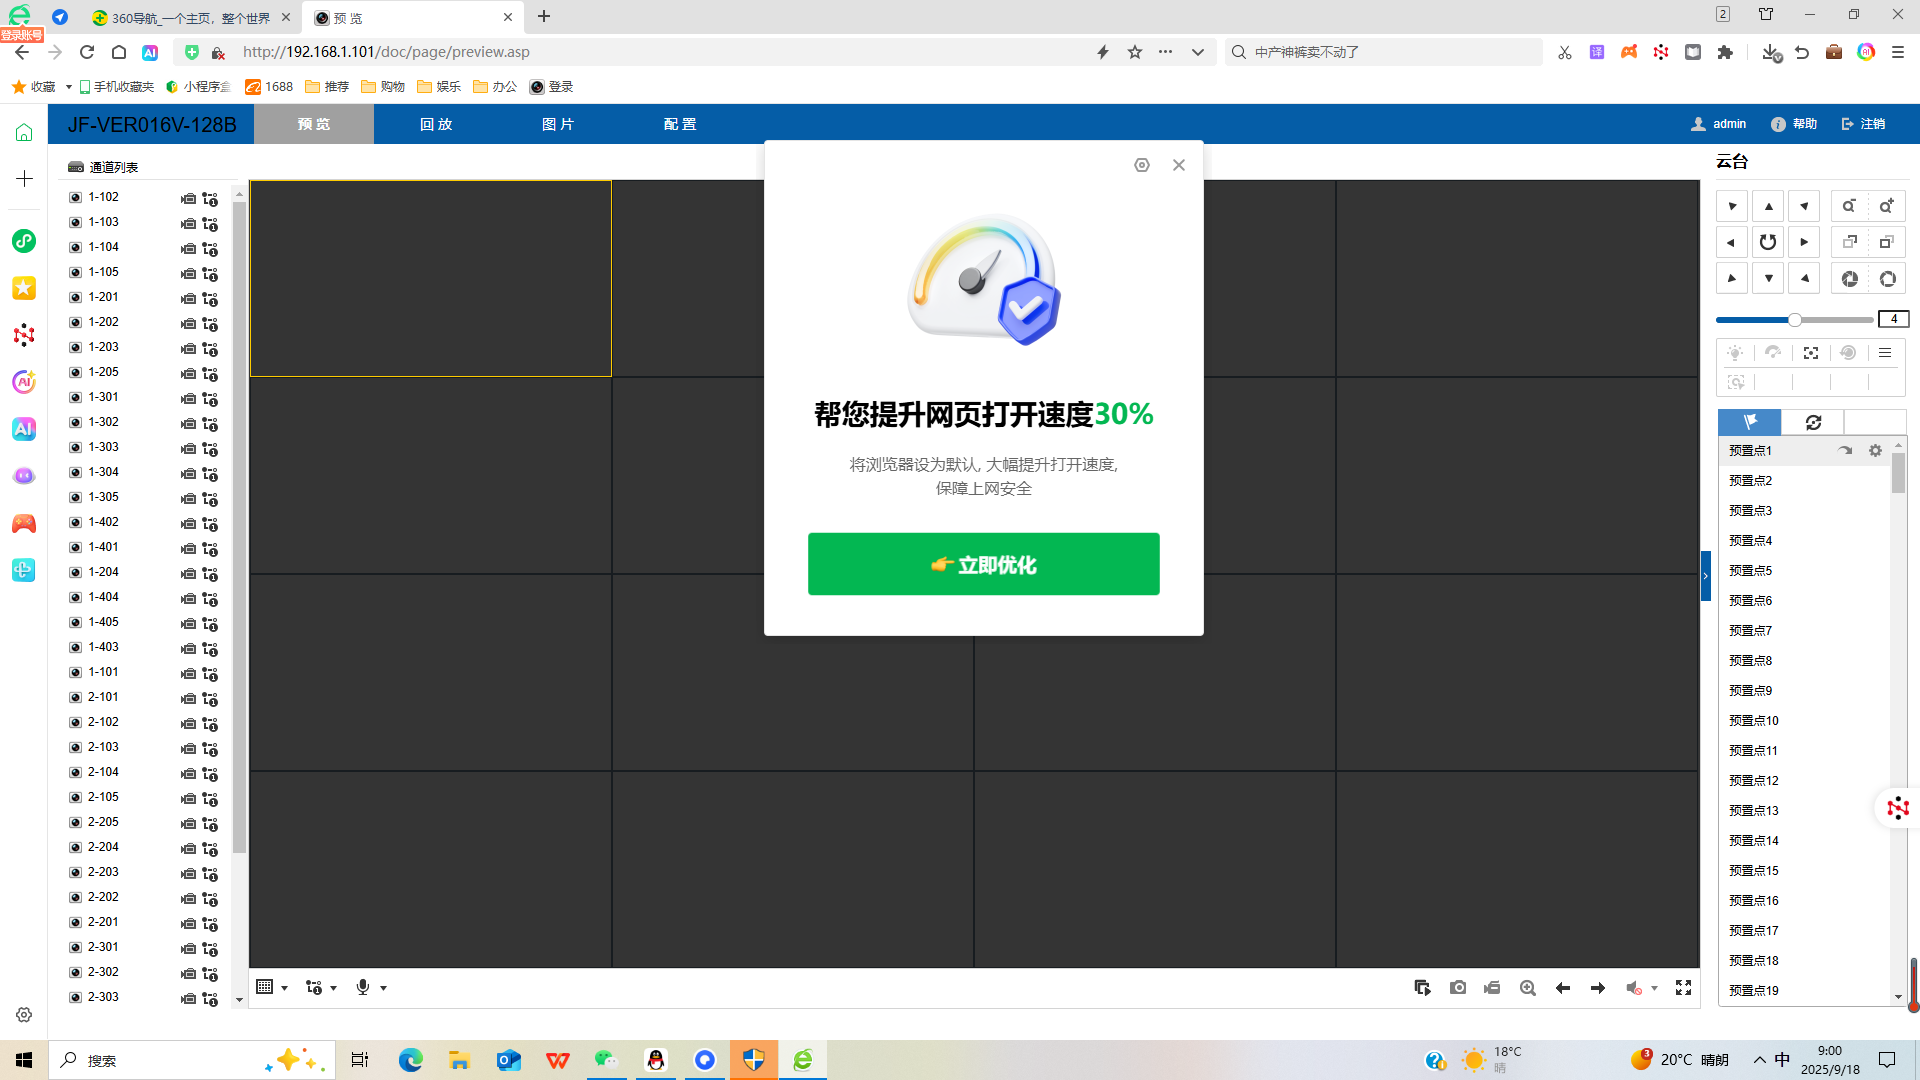 360导航_一个主页，整个世界
预 览
2
登录账号
http://192.168.1.101/doc/page/preview.asp
中产神裤卖不动了
收藏
手机收藏夹
小程序盒
1688
推荐
购物
娱乐
办公
登录
JF-VER016V-128B
预 览
回 放
图 片
配 置
admin
帮助
注销
通道列表
1-102
1-103
1-104
1-105
1-201
1-202
1-203
1-205
1-301
1-302
1-303
1-304
1-305
1-402
1-401
1-204
1-404
1-405
1-403
1-101
2-101
2-102
2-103
2-104
2-105
2-205
2-204
2-203
2-202
2-201
2-301
2-302
2-303
帮您提升网页打开速度30%
将浏览器设为默认, 大幅提升打开速度,
保障上网安全
👉立即优化
云台
4
预置点1
预置点2
预置点3
预置点4
预置点5
预置点6
预置点7
预置点8
预置点9
预置点10
预置点11
预置点12
预置点13
预置点14
预置点15
预置点16
预置点17
预置点18
预置点19
搜索
18°C
晴
3
20°C 晴朗
中
9:00
2025/9/18